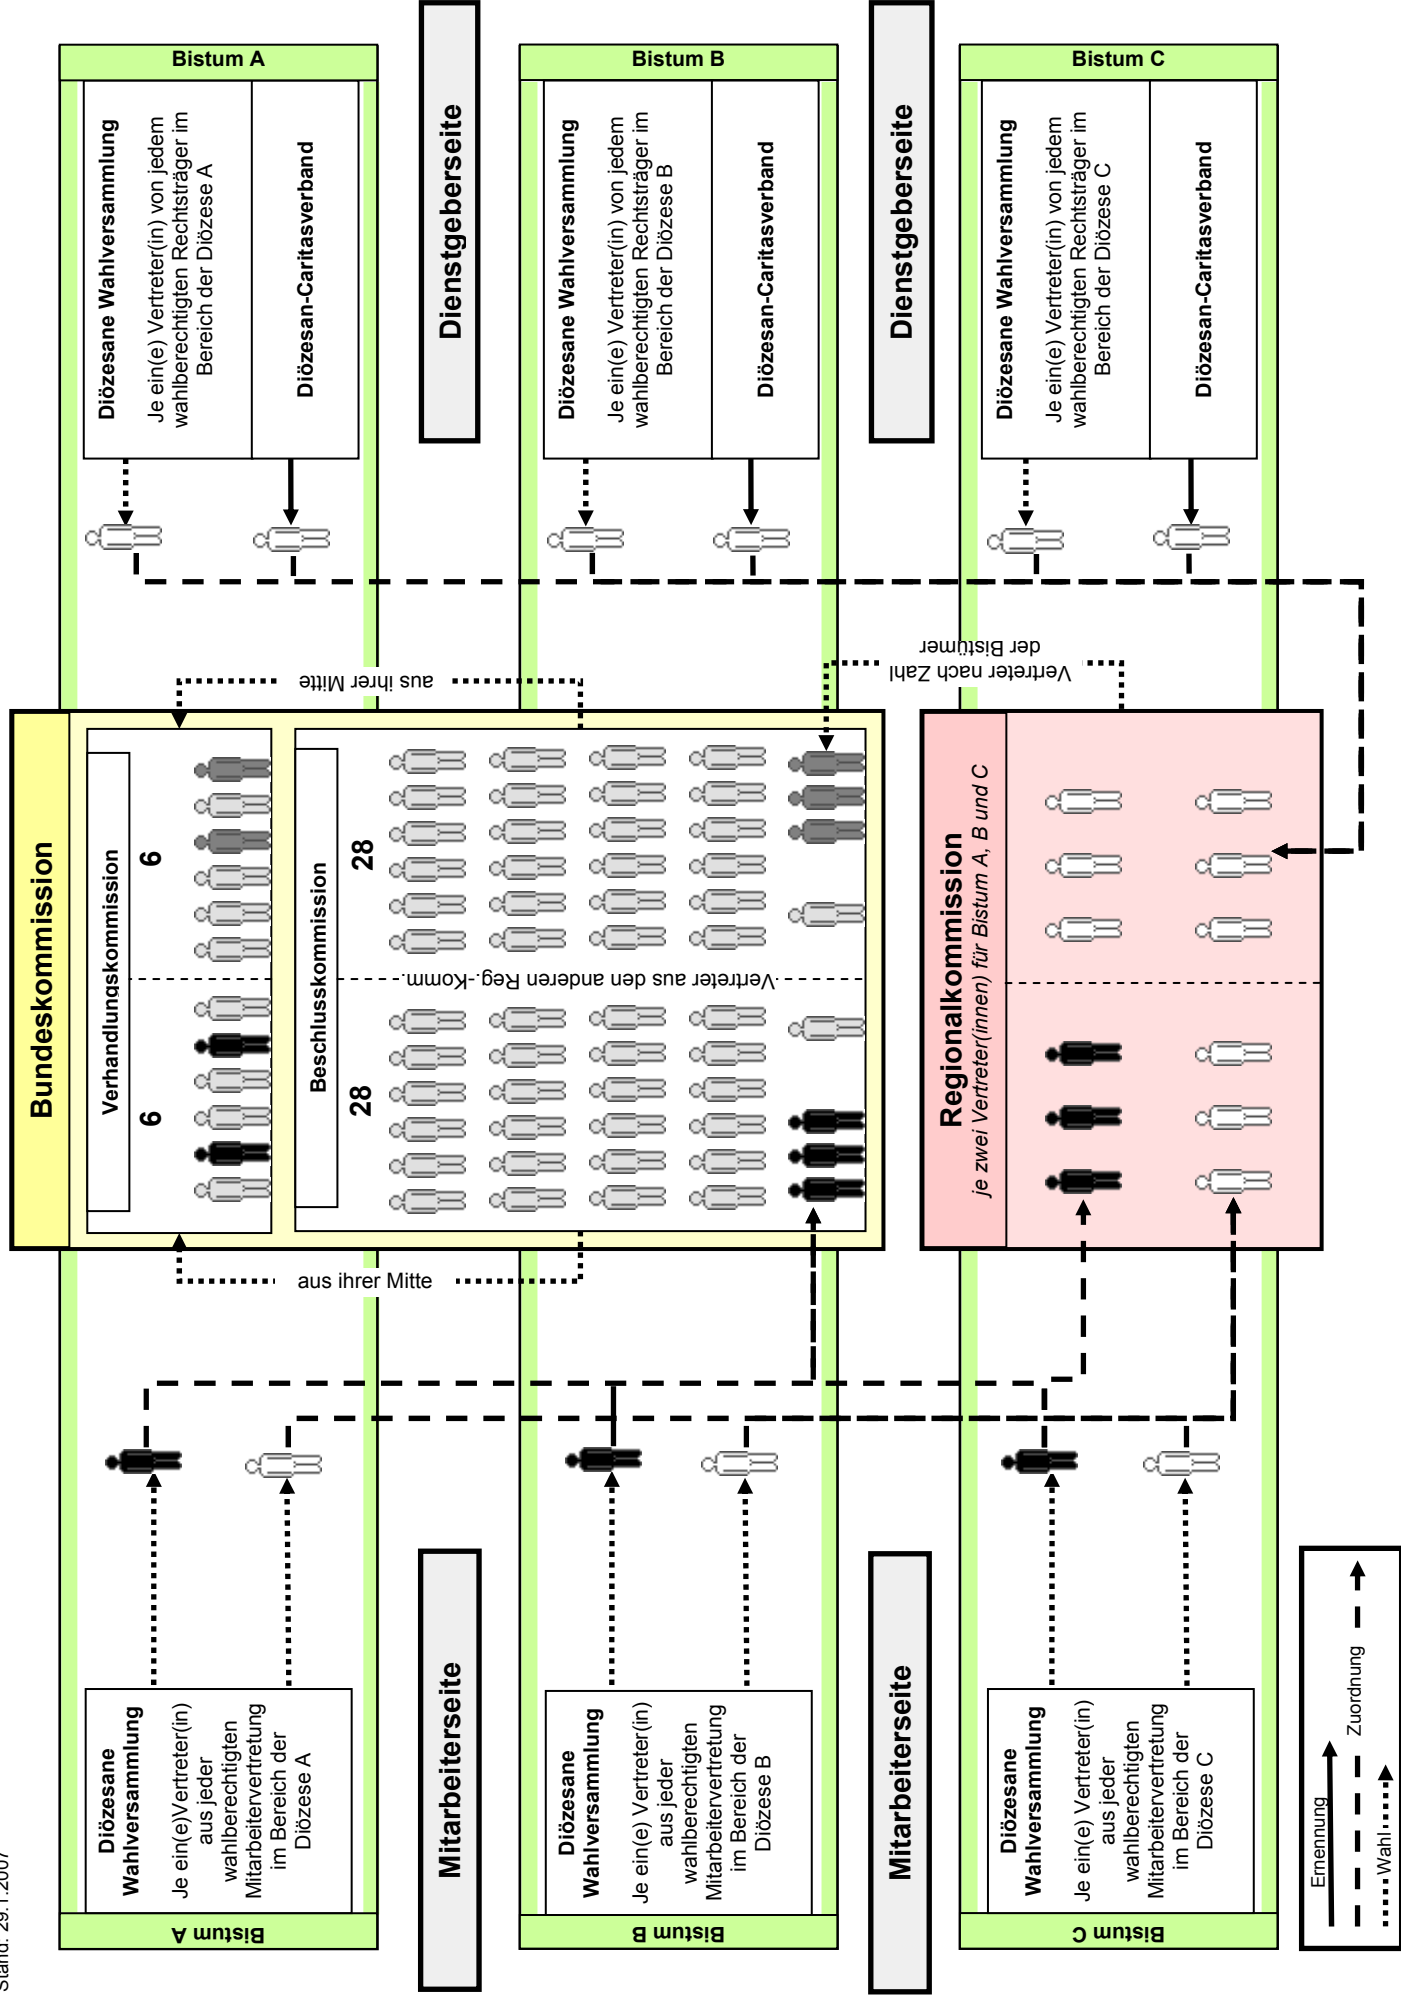 Stand: 29.1.2007
Bundeskommission
Verhandlungskommission
6
6
Beschlusskommission
28
28
Vertreter aus den anderen Reg.-Komm.
aus ihrer Mitte
aus ihrer Mitte
Vertreter nach Zahl
der Bistümer
Regionalkommission
je zwei Vertreter(innen) für Bistum A, B und C
Bistum A
Diözesane
Wahlversammlung
Je ein(e)Vertreter(in)
aus jeder
wahlberechtigten
Mitarbeitervertretung
im Bereich der
Diözese A
Mitarbeiterseite
Bistum B
Diözesane
Wahlversammlung
Je ein(e) Vertreter(in)
aus jeder
wahlberechtigten
Mitarbeitervertretung
im Bereich der
Diözese B
Mitarbeiterseite
Bistum C
Diözesane
Wahlversammlung
Je ein(e) Vertreter(in)
aus jeder
wahlberechtigten
Mitarbeitervertretung
im Bereich der
Diözese C
Bistum A
Diözesane Wahlversammlung
Je ein(e) Vertreter(in) von jedem
wahlberechtigten Rechtsträger im
Bereich der Diözese A
Diözesan-Caritasverband
Dienstgeberseite
Bistum B
Diözesane Wahlversammlung
Je ein(e) Vertreter(in) von jedem
wahlberechtigten Rechtsträger im
Bereich der Diözese B
Diözesan-Caritasverband
Dienstgeberseite
Bistum C
Diözesane Wahlversammlung
Je ein(e) Vertreter(in) von jedem
wahlberechtigten Rechtsträger im
Bereich der Diözese C
Diözesan-Caritasverband
Ernennung
Zuordnung
Wahl